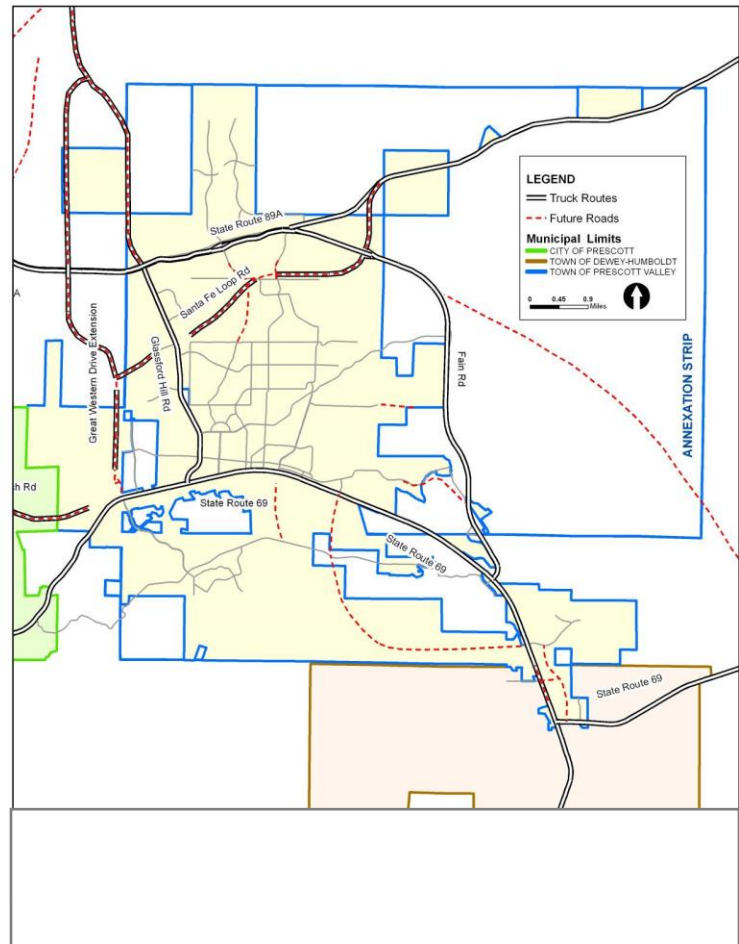 LEGEND
Truck Routes
Future Roads
Municipal Limits
CITY OF PRESCOTT
TOWN OF DEWEY-HUMBOLDT
TOWN OF PRESCOTT VALLEY
0 0.45 0.9
Miles
State Route 89A
A
Santa Fe Loop Rd
Great Western Drive Extension
Glassford Hill Rd
Fain Rd
ANNEXATION STRIP
ch Rd
State Route 69
State Route 69
State Route 69